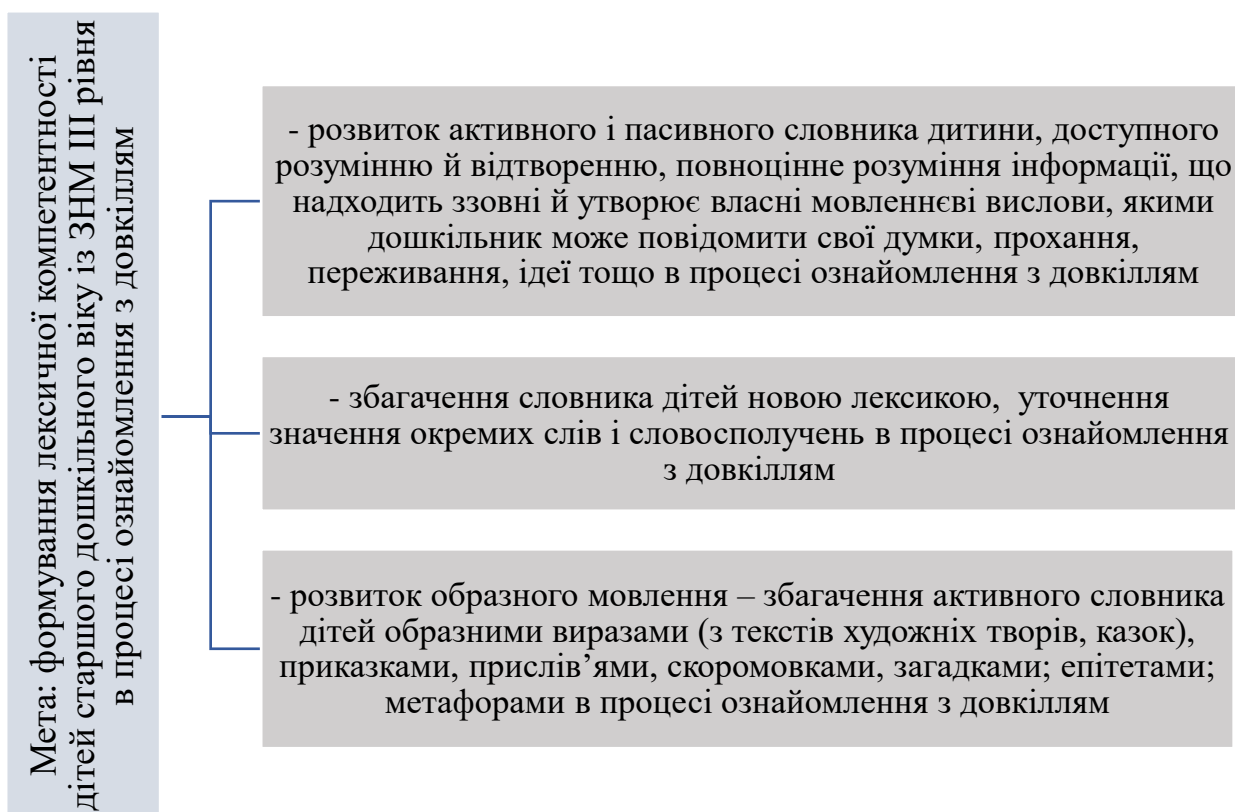 Мета: формування лексичної компетентності
дітей старшого дошкільного віку із ЗНМ ІІІ рівня
в процесі ознайомлення з довкіллям
- розвиток активного і пасивного словника дитини, доступного
розумінню й відтворенню, повноцінне розуміння інформації, що
надходить ззовні й утворює власні мовленнєві вислови, якими
дошкільник може повідомити свої думки, прохання,
переживання, ідеї тощо в процесі ознайомлення з довкіллям
- збагачення словника дітей новою лексикою, уточнення
значення окремих слів і словосполучень в процесі ознайомлення
з довкіллям
- розвиток образного мовлення – збагачення активного словника
дітей образними виразами (з текстів художніх творів, казок),
приказками, прислів’ями, скоромовками, загадками; епітетами;
метафорами в процесі ознайомлення з довкіллям